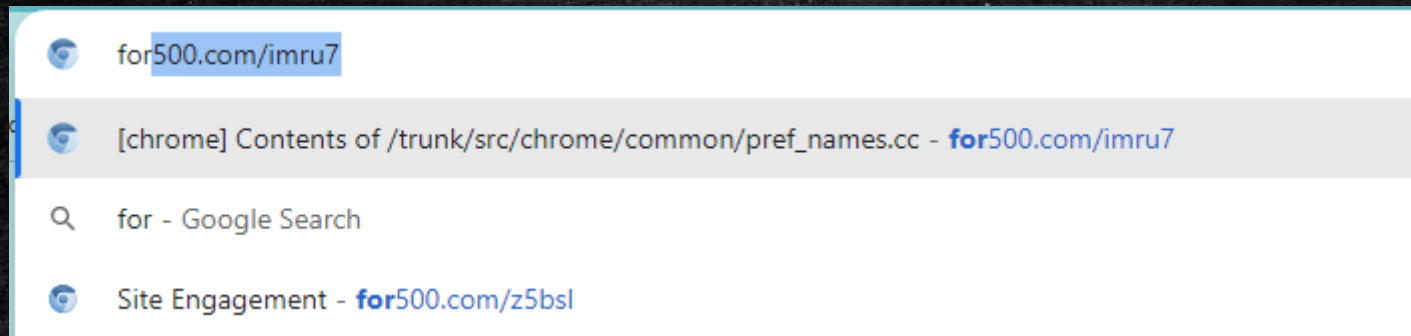 for500.com/imru7
[chrome] Contents of /trunk/src/chrome/common/pref_names.cc - for500.com/imru7
for - Google Search
Site Engagement - for500.com/z5bsl